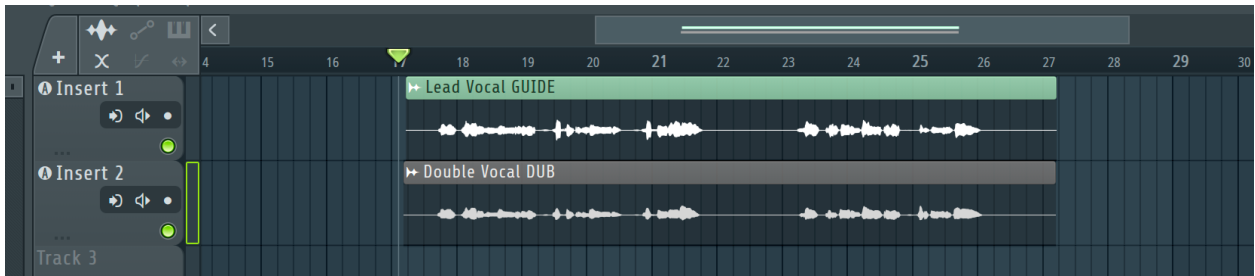 4 15 16 17 18 19 20 21 22 23 24 25 26 27 28 29 30
A Insert 1
Lead Vocal GUIDE
A Insert 2
Double Vocal DUB
Track 3